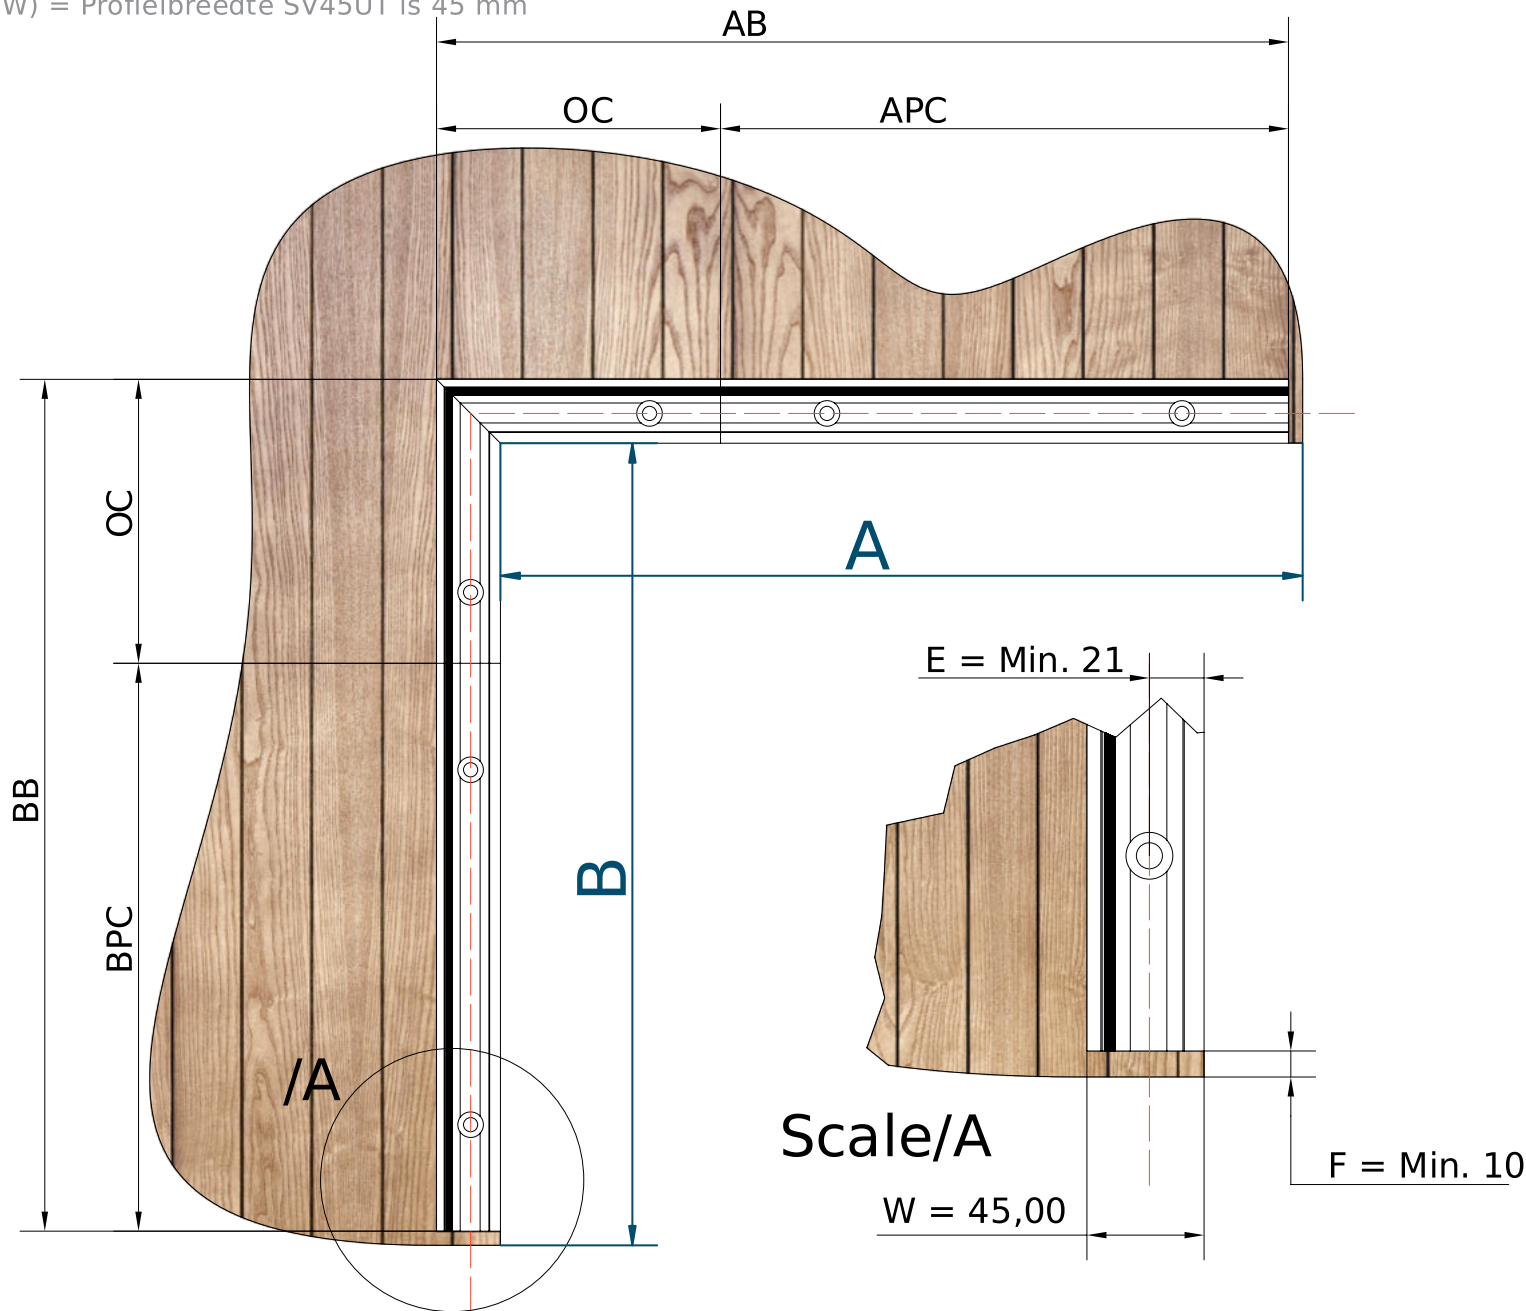 W) = Profielbreedte SV45UT is 45 mm
AB
OC
APC
OC
A
E = Min. 21
BB
B
BPC
/A
Scale/A
F = Min. 10
W = 45,00